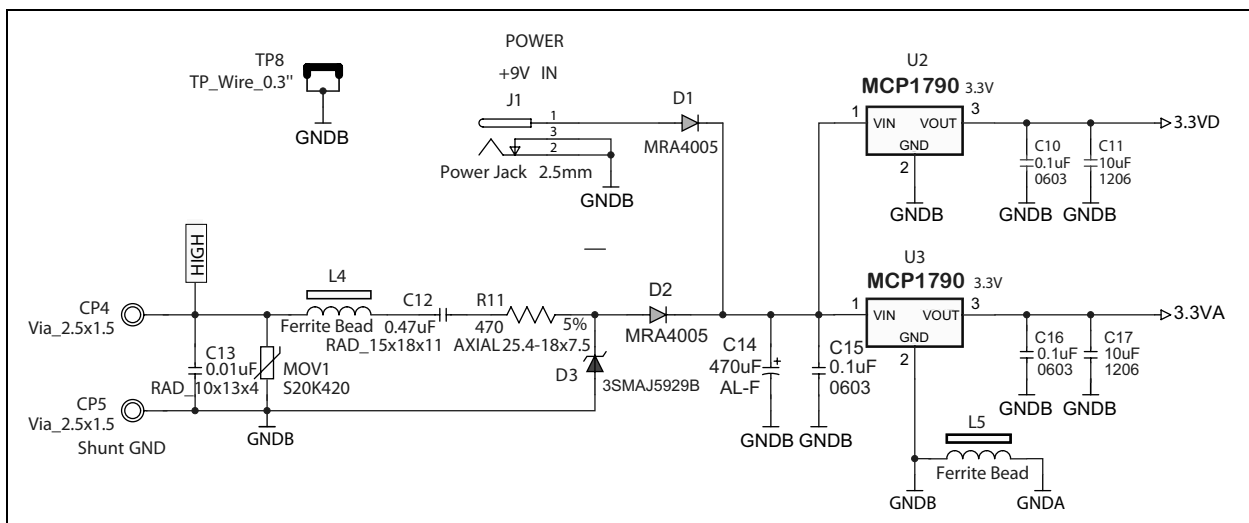 POWER
+9V IN
J1
1
3
2
Power Jack 2.5mm
GNDB
TP8
TP_Wire_0.3"
GNDB
D1
MRA4005
U2
MCP1790 3.3V
1
VIN
VOUT
3
GND
2
GNDB
C10
0.1uF
0603
GNDB
C11
10uF
1206
GNDB
3.3VD
HIGH
CP4
Via_2.5x1.5
C13
0.01uF
RAD_10x13x4
CP5
Via_2.5x1.5
Shunt GND
MOV1
S20K420
GNDB
L4
Ferrite Bead
C12
0.47uF
RAD_15x18x11
R11
470
5%
AXIAL 25.4-18x7.5
D3
3SMAJ5929B
D2
MRA4005
C14
470uF
AL-F
+
GNDB
C15
0.1uF
0603
GNDB
U3
MCP1790 3.3V
1
VIN
VOUT
3
GND
2
GNDB
L5
Ferrite Bead
GNDA
C16
0.1uF
0603
GNDB
C17
10uF
1206
GNDB
3.3VA